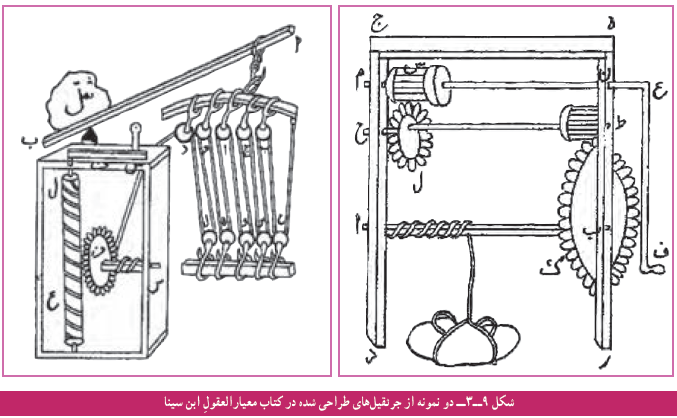 م
ب
د
ل
ع
س
ج
ه
س
ن
م
ع
ط
ح
ل
أ
ب
ک
ف
ر
شکل ۹ــ۳ــ دو نمونه از جرثقیل‌های طراحی شده در کتاب معیارالعقولِ ابن سینا